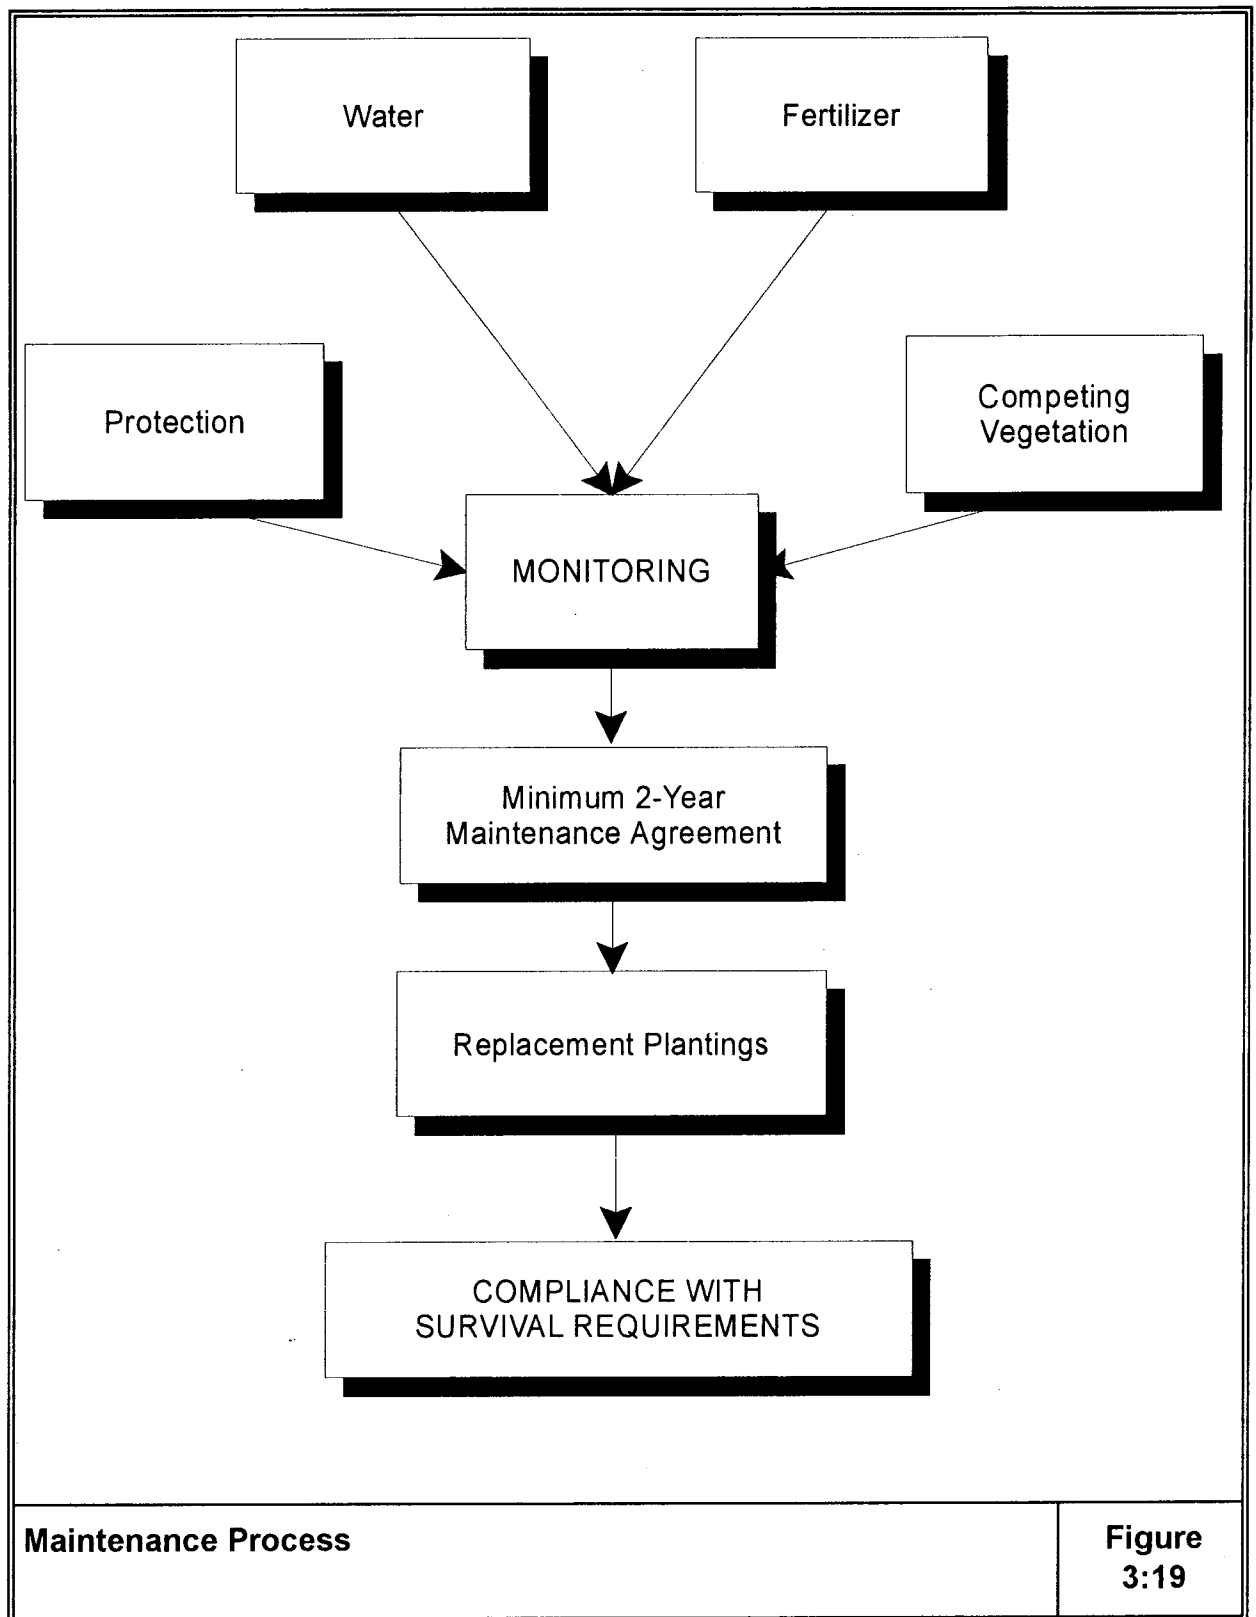 Water
Fertilizer
Protection
Competing
Vegetation
MONITORING
Minimum 2-Year
Maintenance Agreement
Replacement Plantings
COMPLIANCE WITH
SURVIVAL REQUIREMENTS
Maintenance Process
Figure
3:19